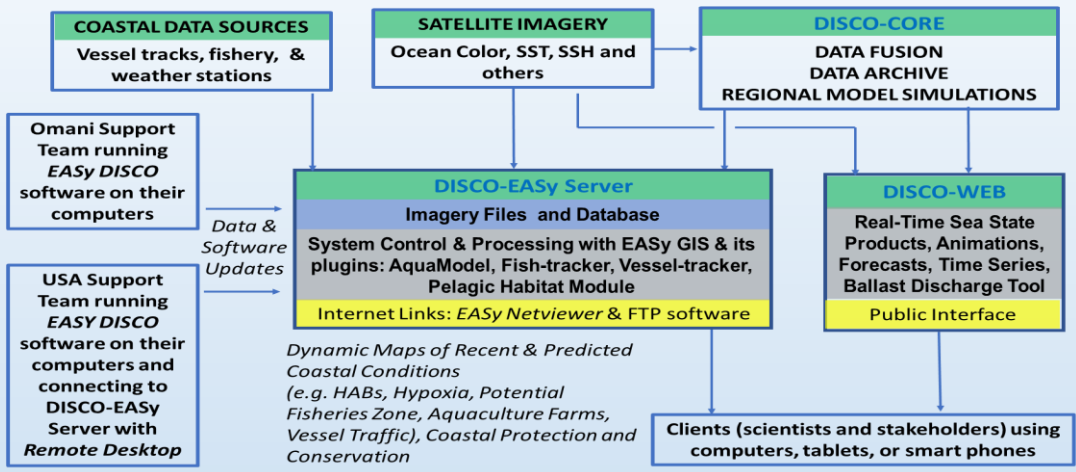 COASTAL DATA SOURCES
Vessel tracks, fishery, &
weather stations
SATELLITE IMAGERY
Ocean Color, SST, SSH and
others
DISCO-CORE
DATA FUSION
DATA ARCHIVE
REGIONAL MODEL SIMULATIONS
Omani Support
Team running
EASy DISCO
software on their
computers
Data &
Software
Updates
USA Support
Team running
EASY DISCO
software on their
computers and
connecting to
DISCO-EASy
Server with
Remote Desktop
DISCO-EASy Server
Imagery Files and Database
System Control & Processing with EASy GIS & its
plugins: AquaModel, Fish-tracker, Vessel-tracker,
Pelagic Habitat Module
Internet Links: EASy Netviewer & FTP software
DISCO-WEB
Real-Time Sea State
Products, Animations,
Forecasts, Time Series,
Ballast Discharge Tool
Public Interface
Dynamic Maps of Recent & Predicted
Coastal Conditions
(e.g. HABs, Hypoxia, Potential
Fisheries Zone, Aquaculture Farms,
Vessel Traffic), Coastal Protection and
Conservation
Clients (scientists and stakeholders) using
computers, tablets, or smart phones